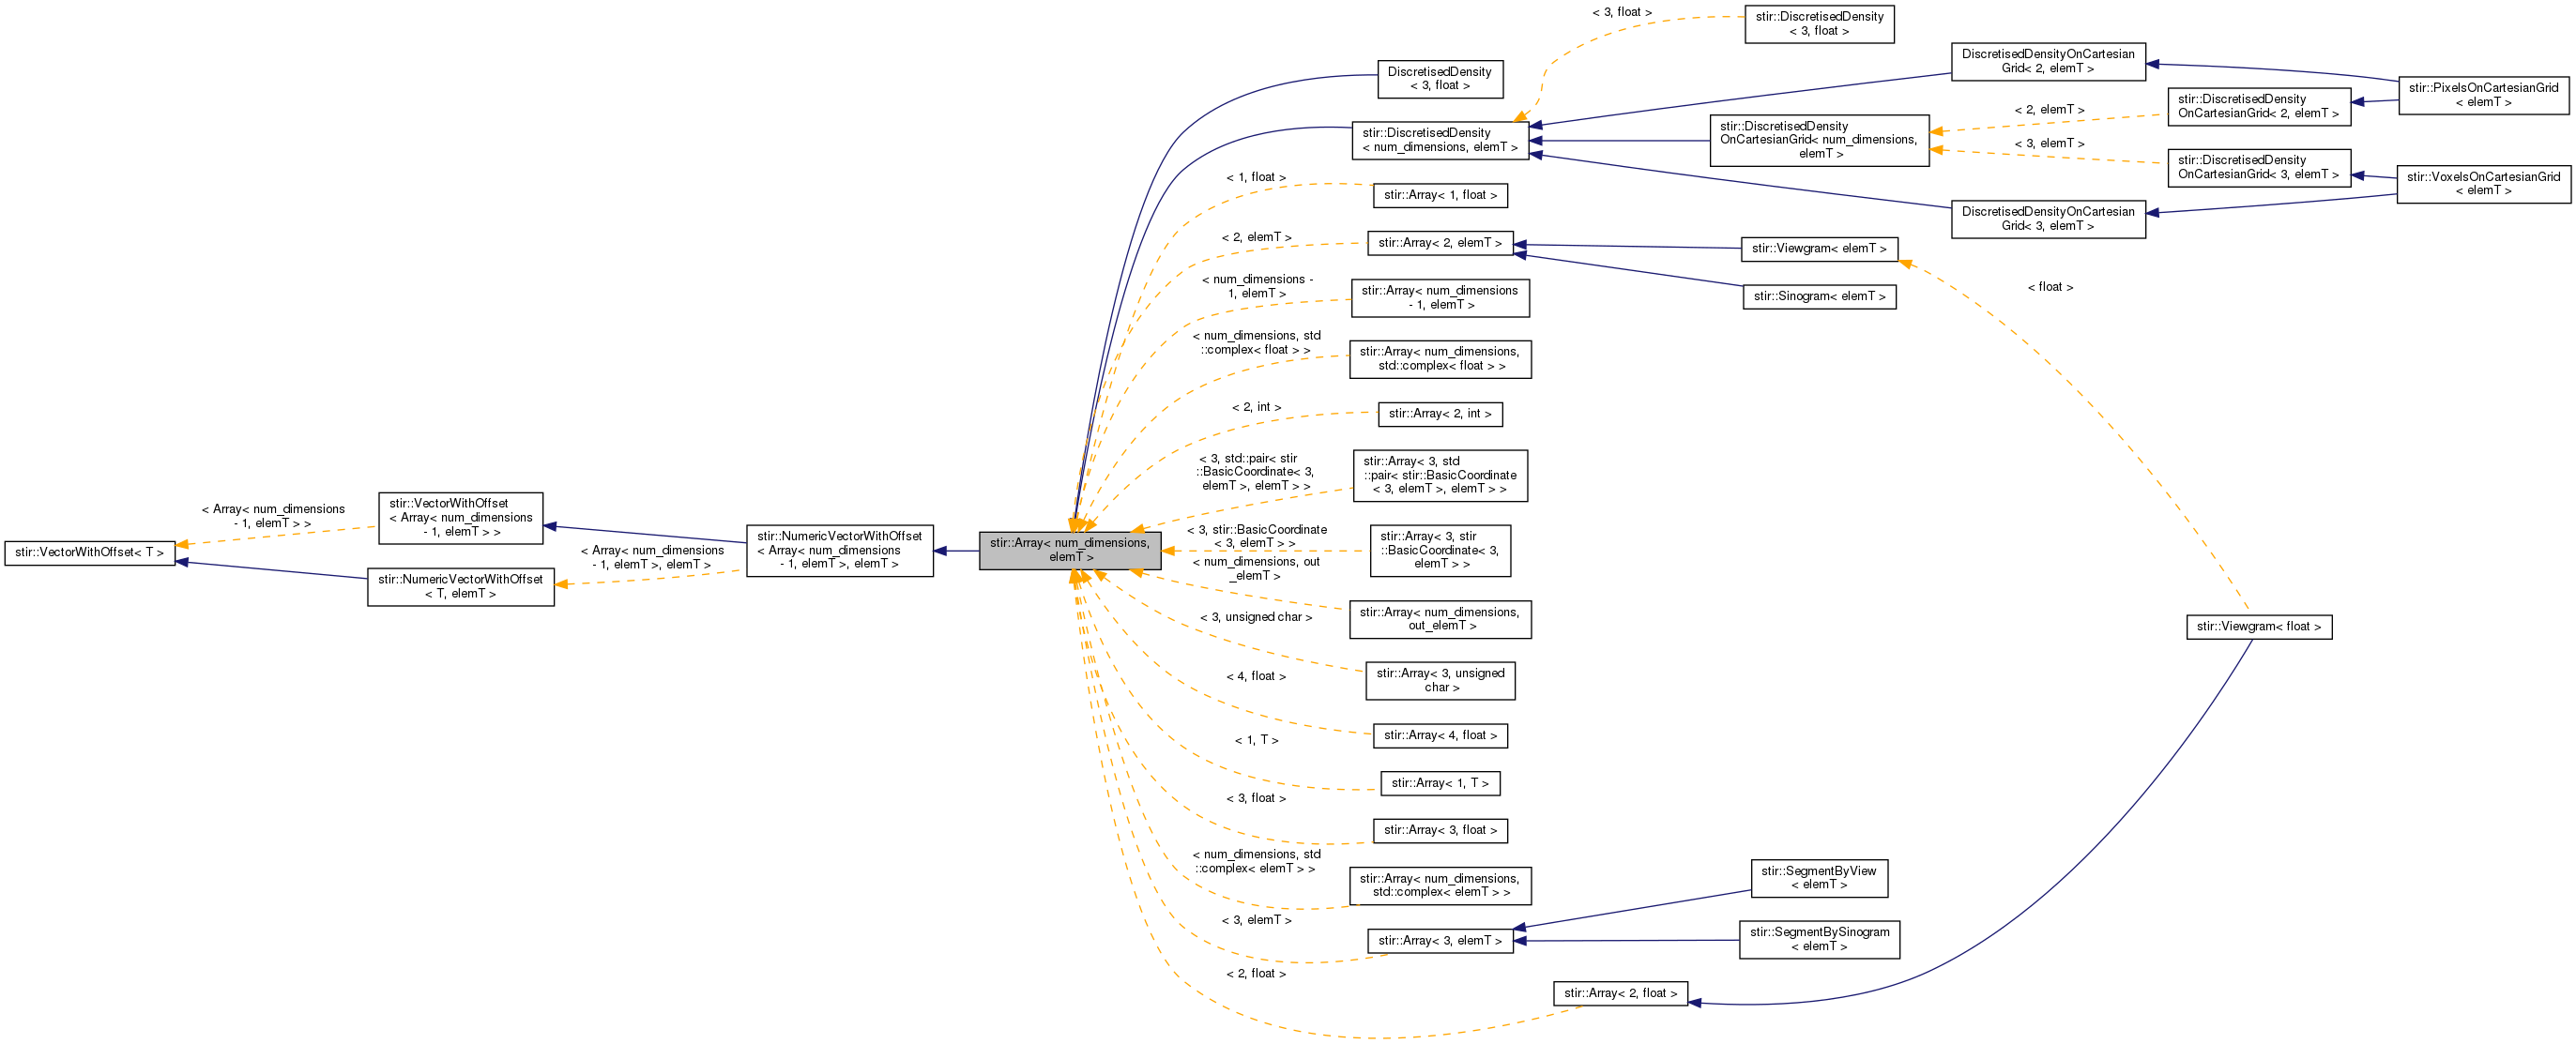 stir::VectorWithOffset< T >
< Array< num_dimensions
- 1, elemT > >
stir::VectorWithOffset
< Array< num_dimensions
- 1, elemT > >
stir::NumericVectorWithOffset
< T, elemT >
< Array< num_dimensions
- 1, elemT >, elemT >
stir::NumericVectorWithOffset
< Array< num_dimensions
- 1, elemT >, elemT >
stir::Array< num_dimensions,
elemT >
DiscretisedDensity
< 3, float >
stir::DiscretisedDensity
< num_dimensions, elemT >
< 3, float >
stir::DiscretisedDensity
< 3, float >
DiscretisedDensityOnCartesian
Grid< 2, elemT >
stir::DiscretisedDensity
OnCartesianGrid< num_dimensions,
elemT >
DiscretisedDensityOnCartesian
Grid< 3, elemT >
< 2, elemT >
stir::DiscretisedDensity
OnCartesianGrid< 2, elemT >
< 3, elemT >
stir::DiscretisedDensity
OnCartesianGrid< 3, elemT >
stir::PixelsOnCartesianGrid
< elemT >
stir::VoxelsOnCartesianGrid
< elemT >
< 1, float >
stir::Array< 1, float >
< 2, elemT >
stir::Array< 2, elemT >
stir::Viewgram< elemT >
stir::Sinogram< elemT >
< float >
< num_dimensions -
1, elemT >
stir::Array< num_dimensions
- 1, elemT >
< num_dimensions, std
::complex< float > >
stir::Array< num_dimensions,
std::complex< float > >
< 2, int >
stir::Array< 2, int >
< 3, std::pair< stir
::BasicCoordinate< 3,
elemT >, elemT > >
stir::Array< 3, std
::pair< stir::BasicCoordinate
< 3, elemT >, elemT > >
< 3, stir::BasicCoordinate
< 3, elemT > >
stir::Array< 3, stir
::BasicCoordinate< 3,
elemT > >
< num_dimensions, out
_elemT >
stir::Array< num_dimensions,
out_elemT >
< 3, unsigned char >
stir::Array< 3, unsigned
char >
< 4, float >
stir::Array< 4, float >
< 1, T >
stir::Array< 1, T >
< 3, float >
stir::Array< 3, float >
< num_dimensions, std
::complex< elemT > >
stir::Array< num_dimensions,
std::complex< elemT > >
< 3, elemT >
stir::Array< 3, elemT >
stir::SegmentByView
< elemT >
stir::SegmentBySinogram
< elemT >
< 2, float >
stir::Array< 2, float >
stir::Viewgram< float >